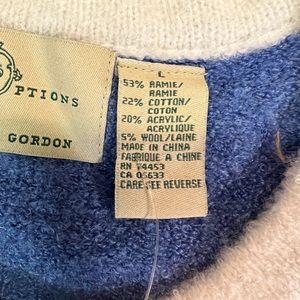 PTIONS
GORDON
L
53% RAMIE/
RAMIE
22% COTTON/
COTON
20% ACRYLIC/
ACRYLIQUE
5% WOOL/LAINE
MADE IN CHINA
FABRIQUE A CHINE
RN 74453
CA 05633
CARE SEE REVERSE